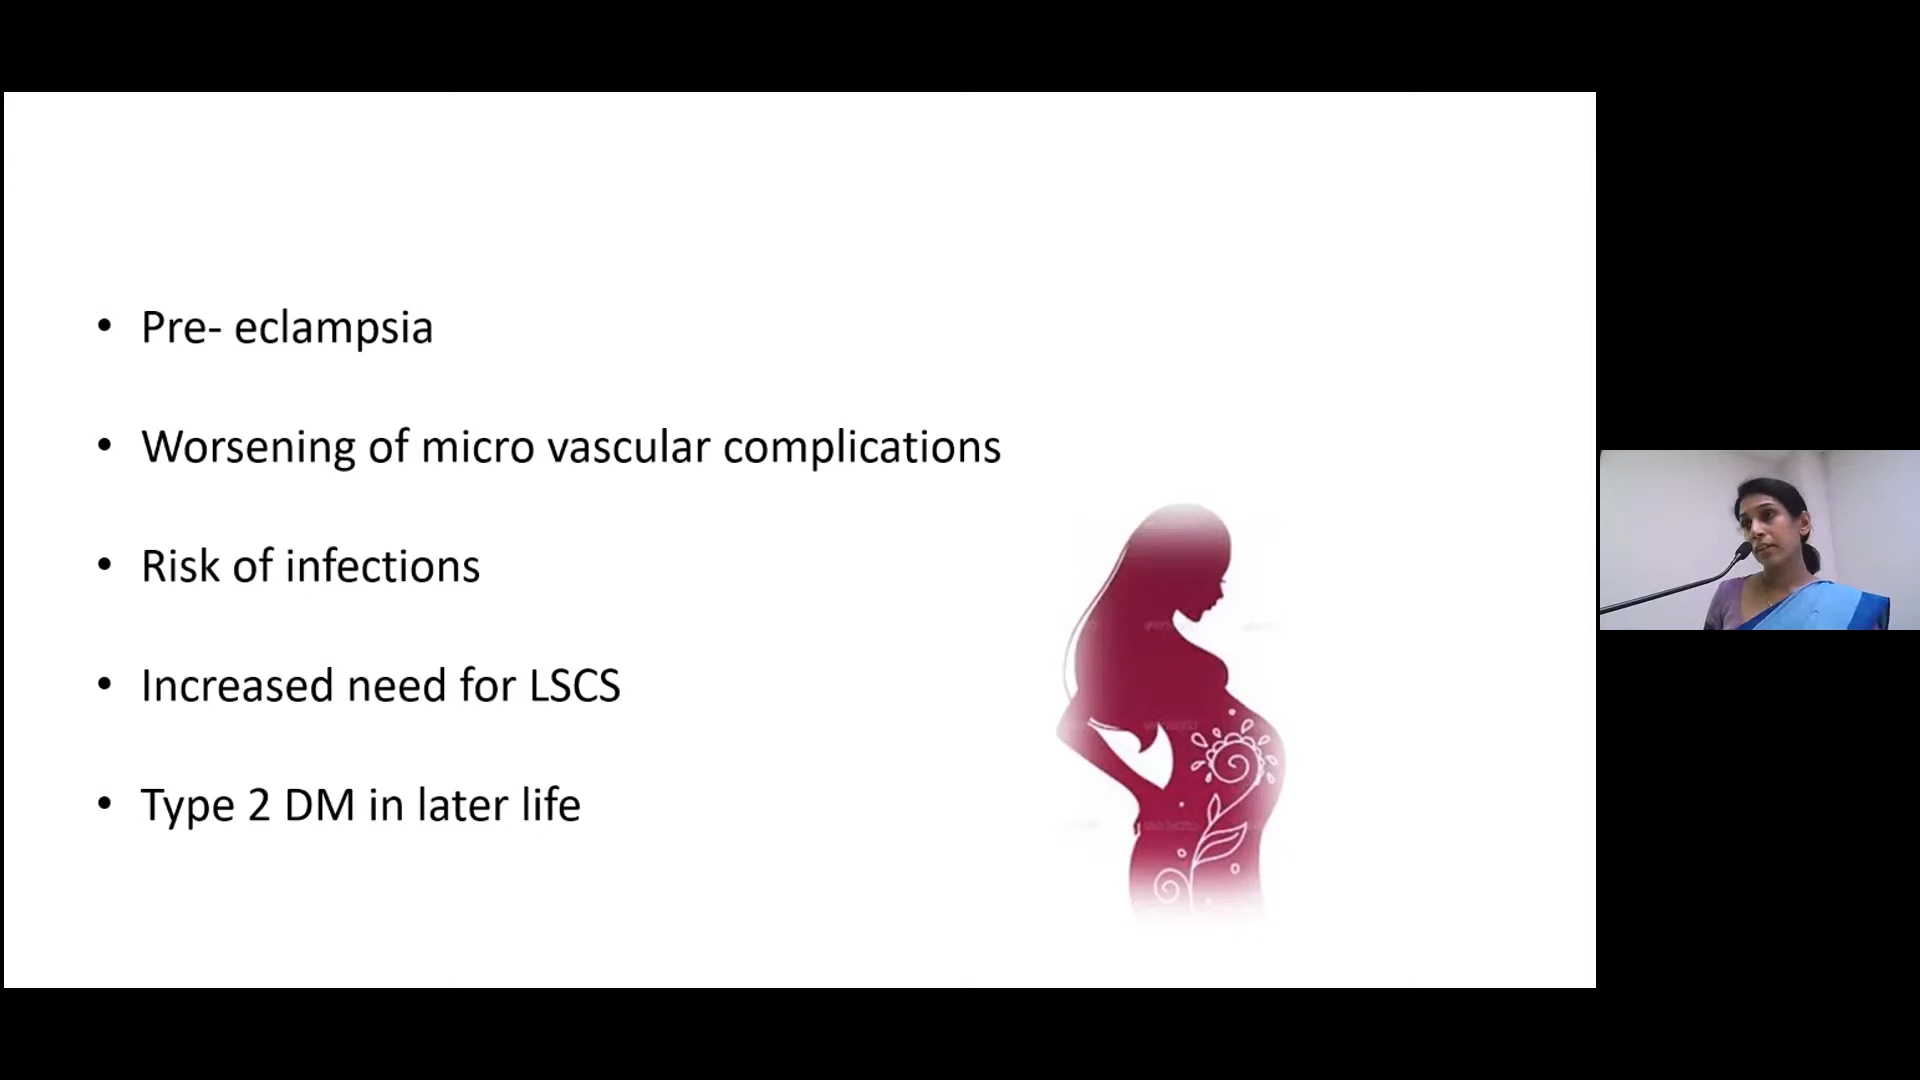 • Pre- eclampsia
• Worsening of micro vascular complications
• Risk of infections
• Increased need for LSCS
• Type 2 DM in later life